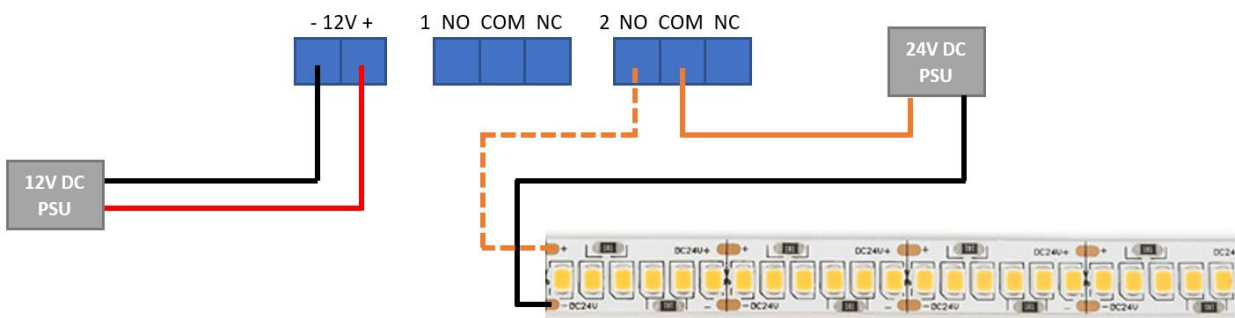 - 12V +
1 NO COM NC
2 NO COM NC
24V DC
PSU
12V DC
PSU
+
DC24V+
+
DC24V+
+
DC24V+
+
DC24
-DC24V
-
-DC24V
-
-DC24V
-
-DC24V